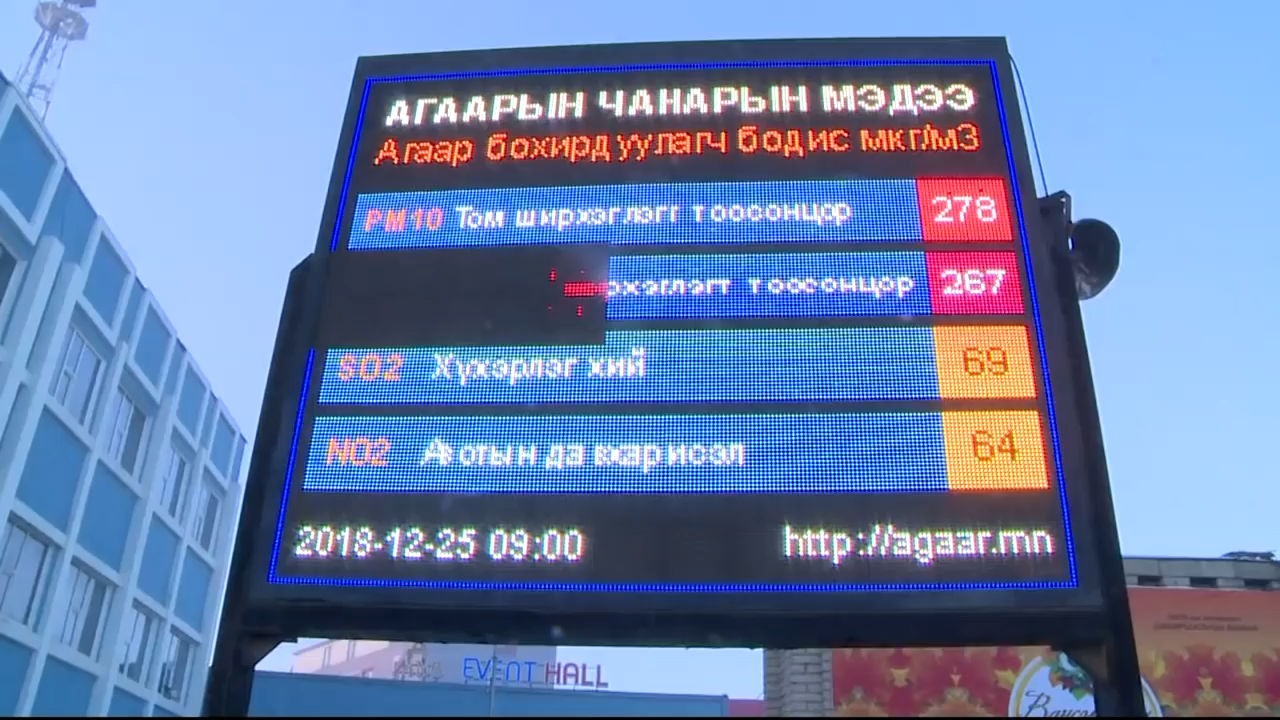 АГААРЫН ЧАНАРЫН МЭДЭЭ
Агаар бохирдуулагч бодис мкг/м3
PM10 Том ширхэглэгт тоосонцор 278
рхэглэгт тоосонцор 267
SO2 Хүхэрлэг хий 69
NO2 Азотын давхар исэл 64
2018-12-25 09:00 http://agaar.mn
EVENT HALL